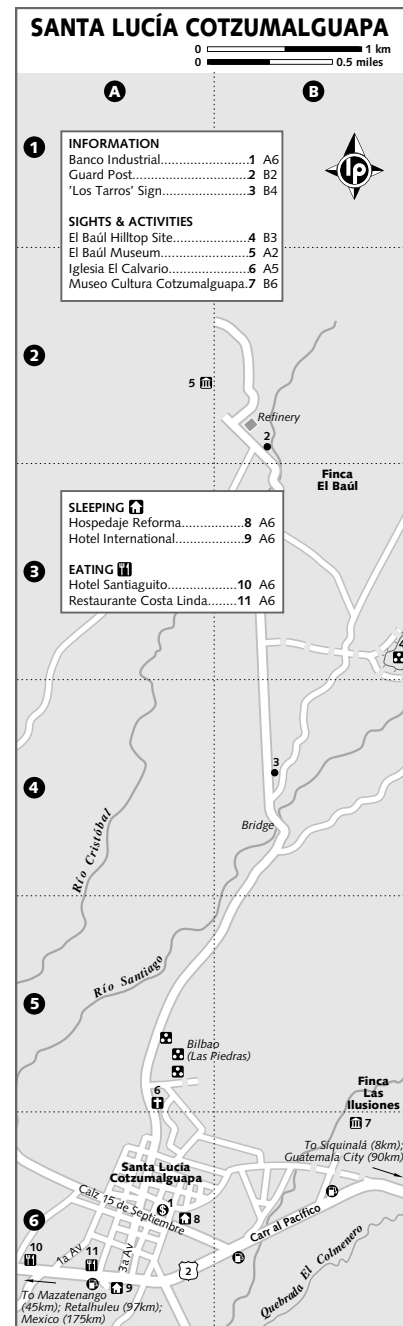 SANTA LUCÍA COTZUMALGUAPA
0 1 km
0 0.5 miles
A B
1
INFORMATION
Banco Industrial.......................1 A6
Guard Post..............................2 B2
'Los Tarros' Sign.......................3 B4
SIGHTS & ACTIVITIES
El Baúl Hilltop Site....................4 B3
El Baúl Museum.......................5 A2
Iglesia El Calvario.....................6 A5
Museo Cultura Cotzumalguapa.7 B6
lp
2
5
Refinery
2
Finca
El Baúl
SLEEPING
Hospedaje Reforma................8 A6
Hotel International..................9 A6
EATING
Hotel Santiaguito...................10 A6
Restaurante Costa Linda........11 A6
3
4
3
4
Bridge
Río Cristóbal
Río Santiago
5
Bilbao
(Las Piedras)
6
Finca
Las
Ilusiones
7
To Siquinalá (8km);
Guatemala City (90km)
Santa Lucía
Cotzumalguapa
Calz 15 de Septiembre
$ 1
8
Carr al Pacífico
6
10
1a Av
11
3a Av
2
9
Quebrada El Colmenero
To Mazatenango
(45km); Retalhuleu (97km);
Mexico (175km)